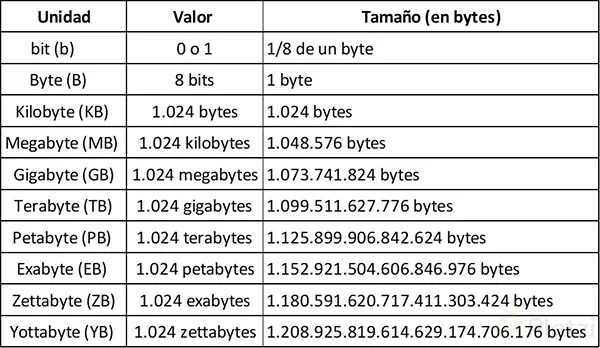 Unidad Valor Tamaño (en bytes)
bit (b) 0 o 1 1/8 de un byte
Byte (B) 8 bits 1 byte
Kilobyte (KB) 1.024 bytes 1.024 bytes
Megabyte (MB) 1.024 kilobytes 1.048.576 bytes
Gigabyte (GB) 1.024 megabytes 1.073.741.824 bytes
Terabyte (TB) 1.024 gigabytes 1.099.511.627.776 bytes
Petabyte (PB) 1.024 terabytes 1.125.899.906.842.624 bytes
Exabyte (EB) 1.024 petabytes 1.152.921.504.606.846.976 bytes
Zettabyte (ZB) 1.024 exabytes 1.180.591.620.717.411.303.424 bytes
Yottabyte (YB) 1.024 zettabytes 1.208.925.819.614.629.174.706.176 bytes